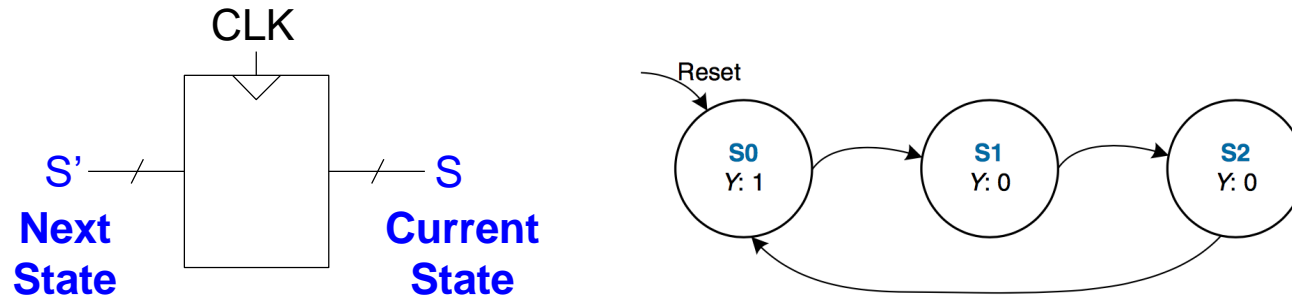 CLK
S’
S
Next
State
Current
State
Reset
S0
Y: 1
S1
Y: 0
S2
Y: 0